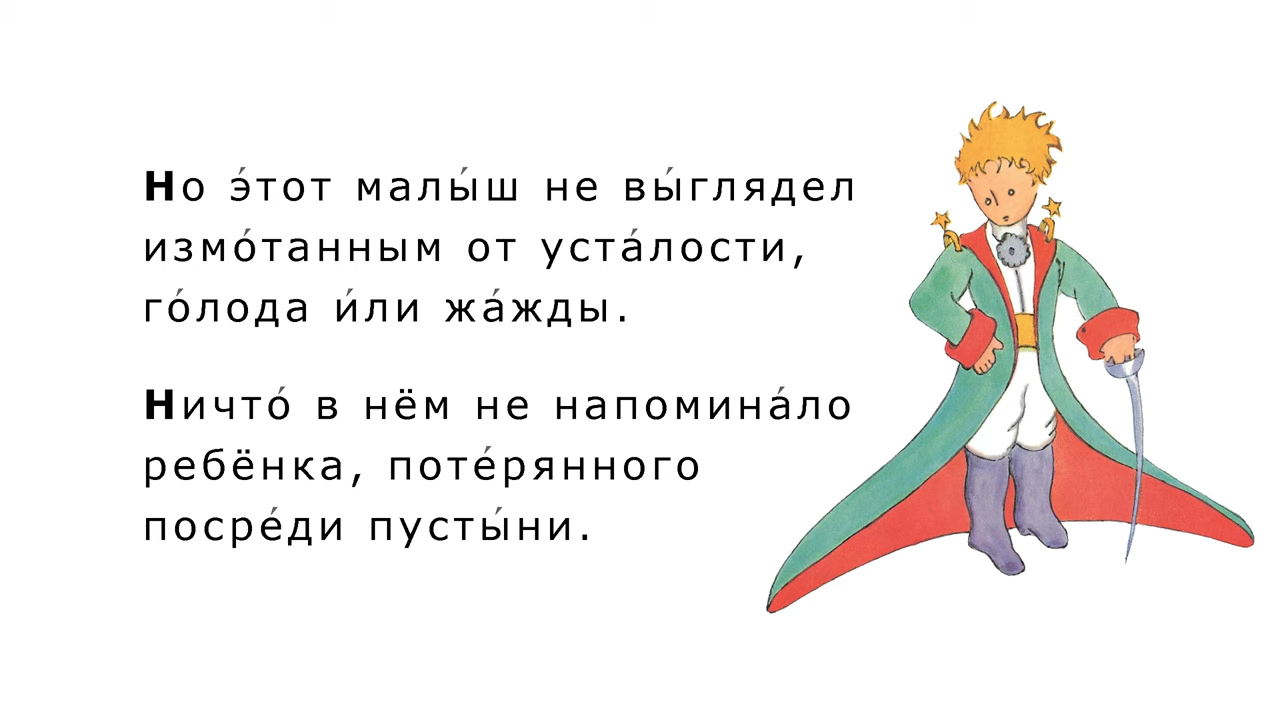 Но э́тот малы́ш не вы́глядел
измо́танным от уста́лости,
го́лода и́ли жа́жды.
Ничто́ в нём не напомина́ло
ребёнка, поте́рянного
посре́ди пусты́ни.